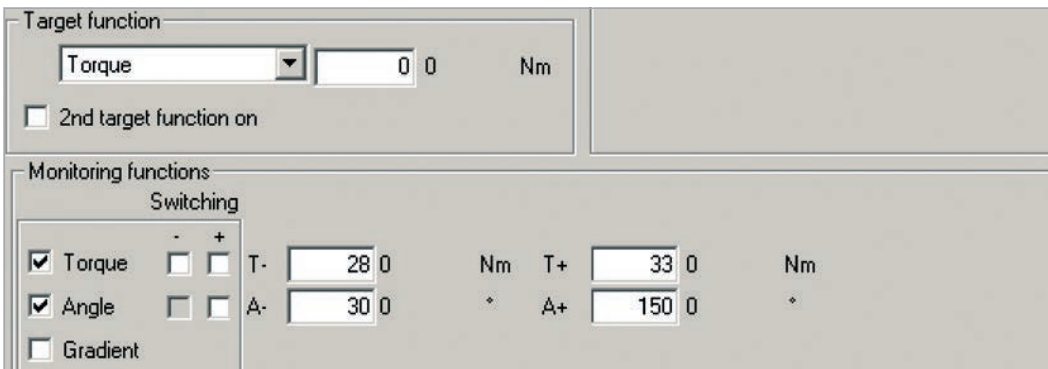 Target function
Torque 0 0 Nm
2nd target function on
Monitoring functions
Switching
- +
Torque T- 28 0 Nm T+ 33 0 Nm
Angle A- 30 0 ° A+ 150 0 °
Gradient